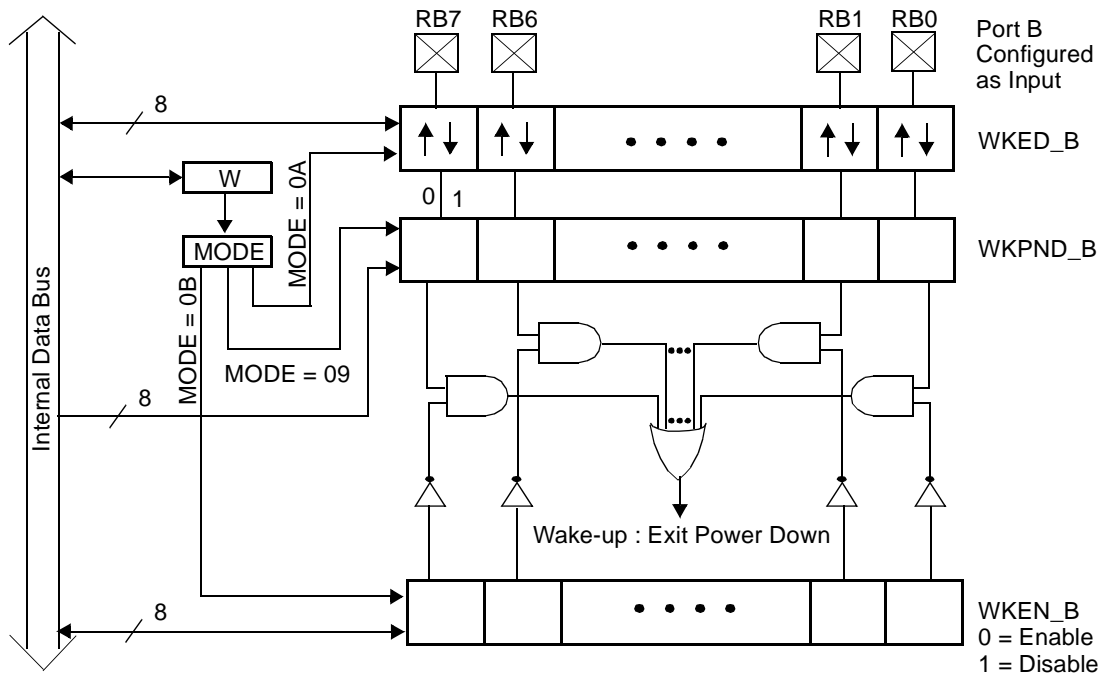 RB7 RB6 RB1 RB0
Port B
Configured
as Input
8
WKED_B
W
MODE = 0A
0 1
MODE
WKPND_B
MODE = 0B
MODE = 09
8
Internal Data Bus
Wake-up : Exit Power Down
8
WKEN_B
0 = Enable
1 = Disable